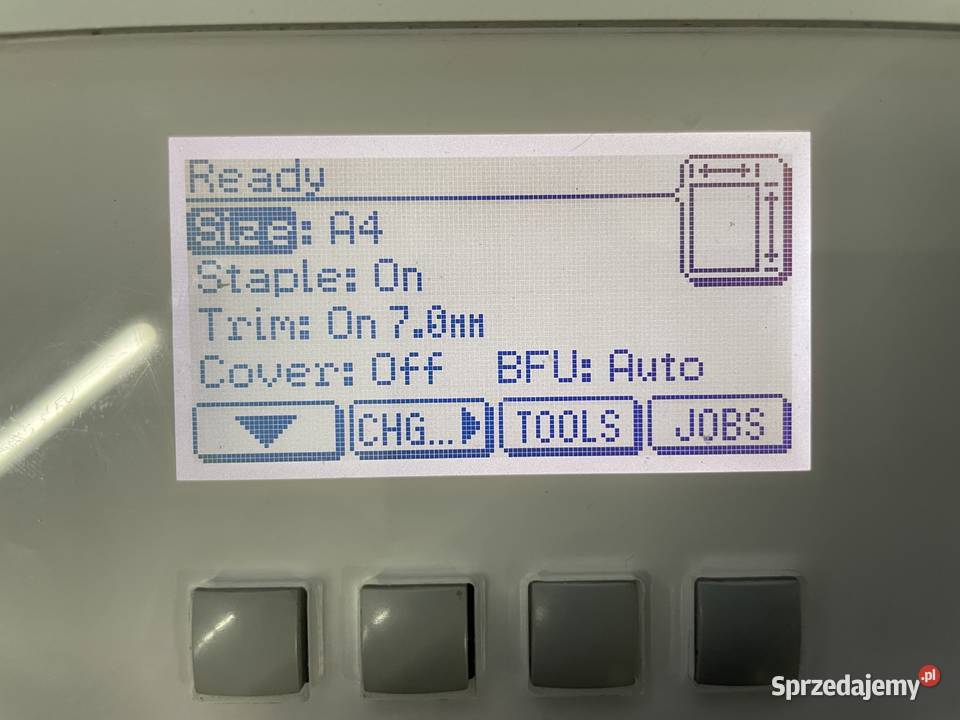 Ready
Size: A4
Staple: On
Trim: On 7.0mm
Cover: Off BFU: Auto
CHG... TOOLS JOBS
Sprzedajemy.pl